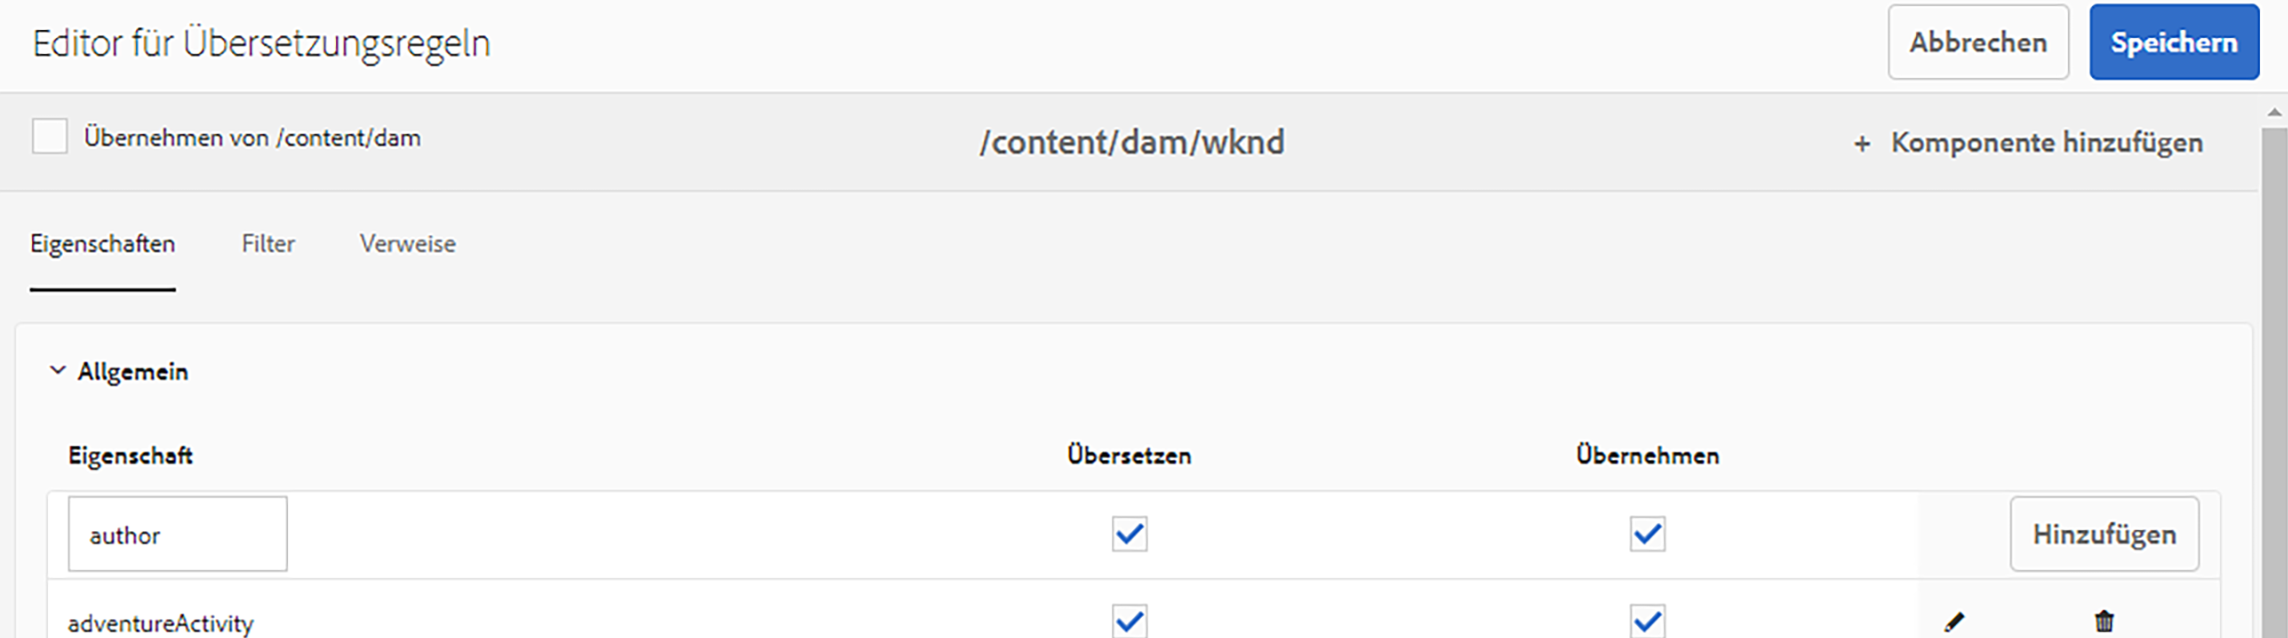 Editor für Übersetzungsregeln
Abbrechen
Speichern
Übernehmen von /content/dam
/content/dam/wknd
+ Komponente hinzufügen
Eigenschaften
Filter
Verweise
Allgemein
Eigenschaft
Übersetzen
Übernehmen
author
Hinzufügen
adventureActivity